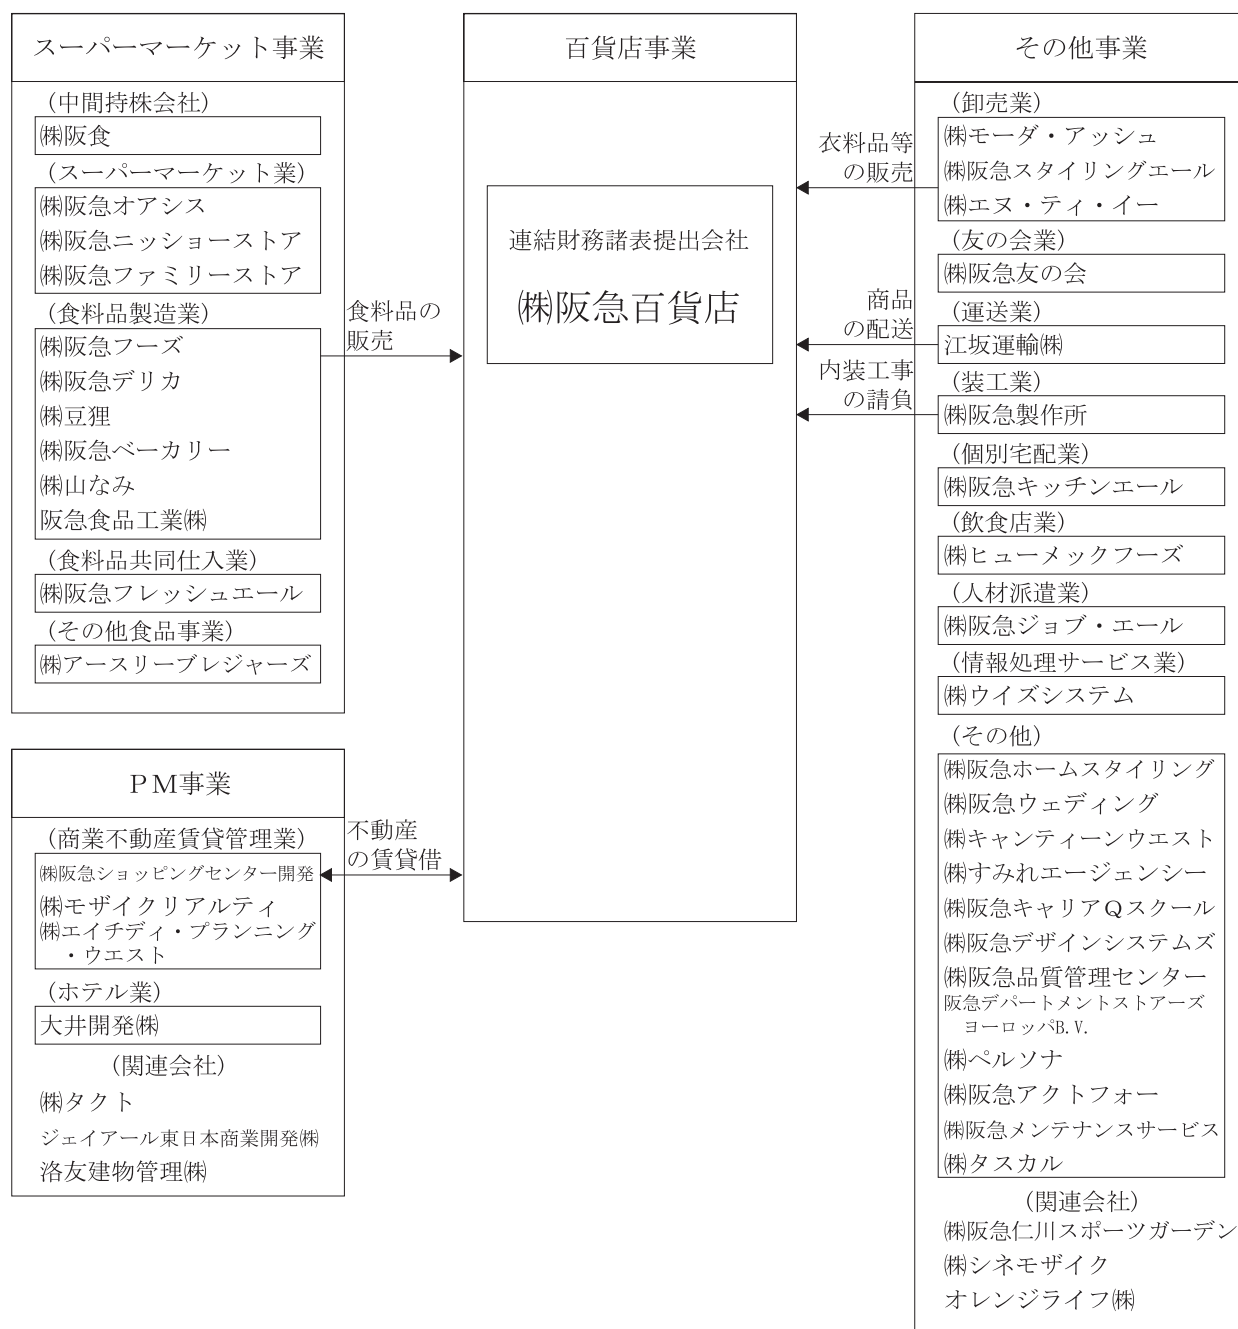 スーパーマーケット事業
（中間持株会社）
㈱阪食
（スーパーマーケット業）
㈱阪急オアシス
㈱阪急ニッショーストア
㈱阪急ファミリーストア
（食料品製造業）
㈱阪急フーズ
㈱阪急デリカ
㈱豆狸
㈱阪急ベーカリー
㈱山なみ
阪急食品工業㈱
（食料品共同仕入業）
㈱阪急フレッシュエール
（その他食品事業）
㈱アースリーブレジャーズ
食料品の
販売
PM事業
（商業不動産賃貸管理業）
㈱阪急ショッピングセンター開発
㈱モザイクリアルティ
㈱エイチディ・プランニング
・ウエスト
（ホテル業）
大井開発㈱
（関連会社）
㈱タクト
ジェイアール東日本商業開発㈱
洛友建物管理㈱
不動産
の賃貸借
百貨店事業
連結財務諸表提出会社
㈱阪急百貨店
衣料品等
の販売
商品
の配送
内装工事
の請負
その他事業
（卸売業）
㈱モーダ・アッシュ
㈱阪急スタイリングエール
㈱エヌ・ティ・イー
（友の会業）
㈱阪急友の会
（運送業）
江坂運輸㈱
（装工業）
㈱阪急製作所
（個別宅配業）
㈱阪急キッチンエール
（飲食店業）
㈱ヒューメックフーズ
（人材派遣業）
㈱阪急ジョブ・エール
（情報処理サービス業）
㈱ウイズシステム
（その他）
㈱阪急ホームスタイリング
㈱阪急ウェディング
㈱キャンティーンウエスト
㈱すみれエージェンシー
㈱阪急キャリアQスクール
㈱阪急デザインシステムズ
㈱阪急品質管理センター
阪急デパートメントストアーズ
ヨーロッパB.V.
㈱ペルソナ
㈱阪急アクトフォー
㈱阪急メンテナンスサービス
㈱タスカル
（関連会社）
㈱阪急仁川スポーツガーデン
㈱シネモザイク
オレンジライフ㈱